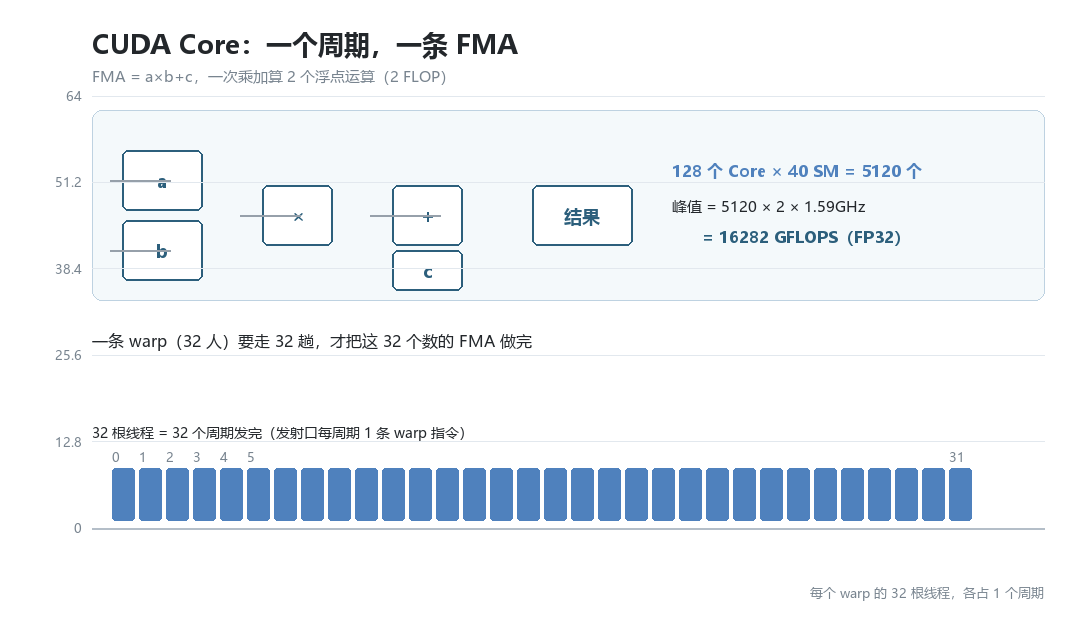 CUDA Core：一个周期，一条 FMA
FMA = a×b+c，一次乘加算 2 个浮点运算（2 FLOP）
64
51.2
38.4
25.6
12.8
0
a
b
×
+
c
结果
128 个 Core × 40 SM = 5120 个
峰值 = 5120 × 2 × 1.59GHz
= 16282 GFLOPS（FP32）
一条 warp（32 人）要走 32 趟，才把这 32 个数的 FMA 做完
32 根线程 = 32 个周期发完（发射口每周期 1 条 warp 指令）
0 1 2 3 4 5 31
每个 warp 的 32 根线程，各占 1 个周期